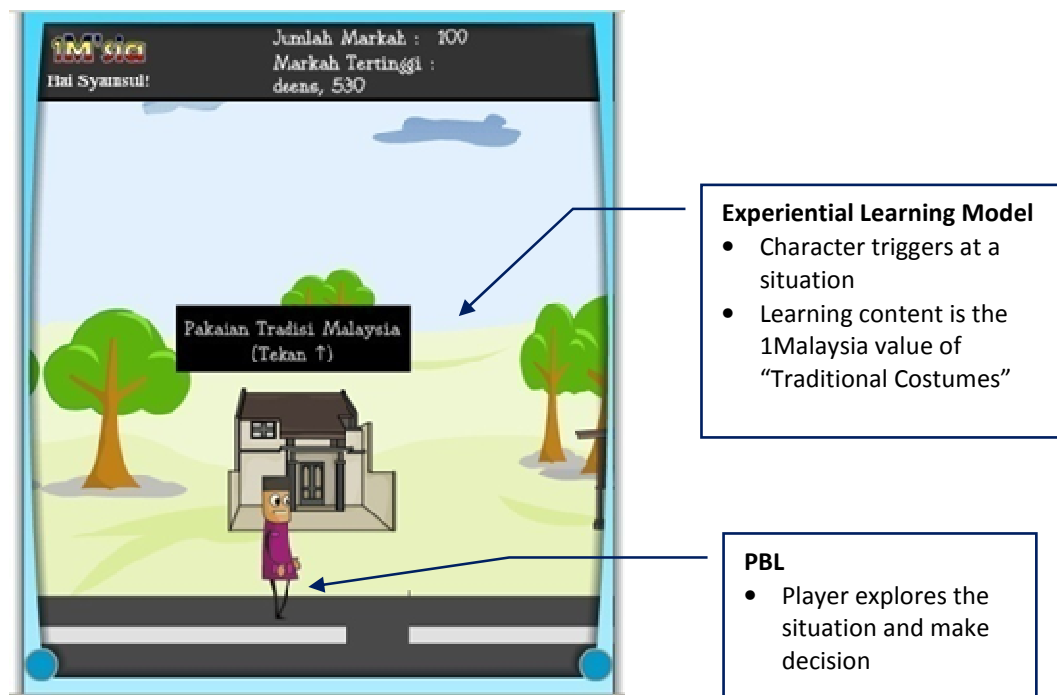 1M'sia
Hai Syamsul!
Jumlah Markah : 100
Markah Tertinggi :
deens, 530
Pakaian Tradisi Malaysia
(Tekan ↑)
Experiential Learning Model
• Character triggers at a
situation
• Learning content is the
1Malaysia value of
“Traditional Costumes”
PBL
• Player explores the
situation and make
decision